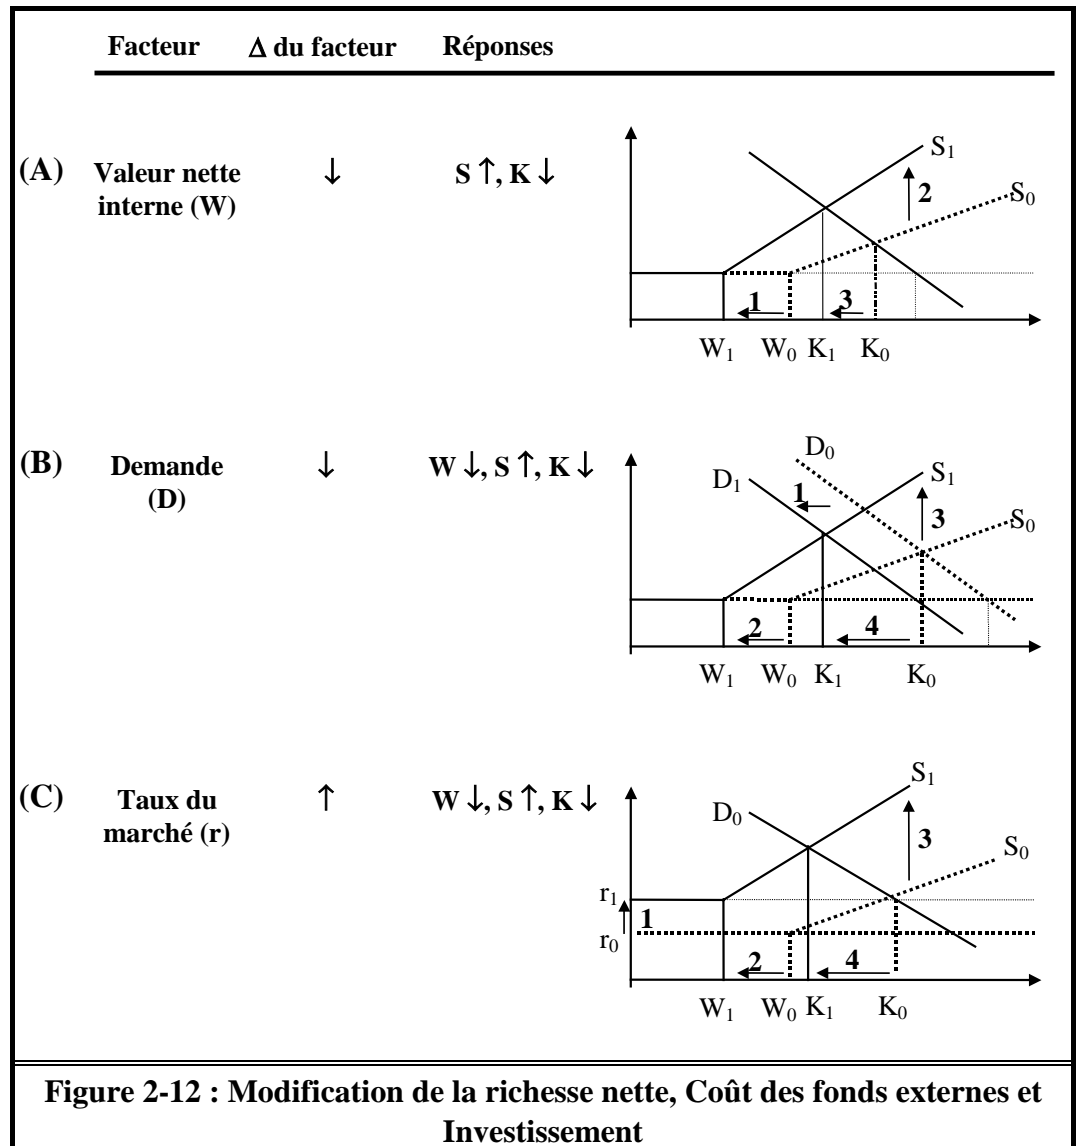 Facteur Δ du facteur Réponses
(A) Valeur nette ↓ S ↑, K ↓
interne (W)
S₁
2
S₀
1 3
W₁ W₀ K₁ K₀
(B) Demande ↓ W ↓, S ↑, K ↓
(D)
D₀
D₁ 1 S₁
3
S₀
2 4
W₁ W₀ K₁ K₀
(C) Taux du ↑ W ↓, S ↑, K ↓
marché (r)
S₁
D₀
3
S₀
r₁
1
r₀
2 4
W₁ W₀ K₁ K₀
Figure 2-12 : Modification de la richesse nette, Coût des fonds externes et
Investissement